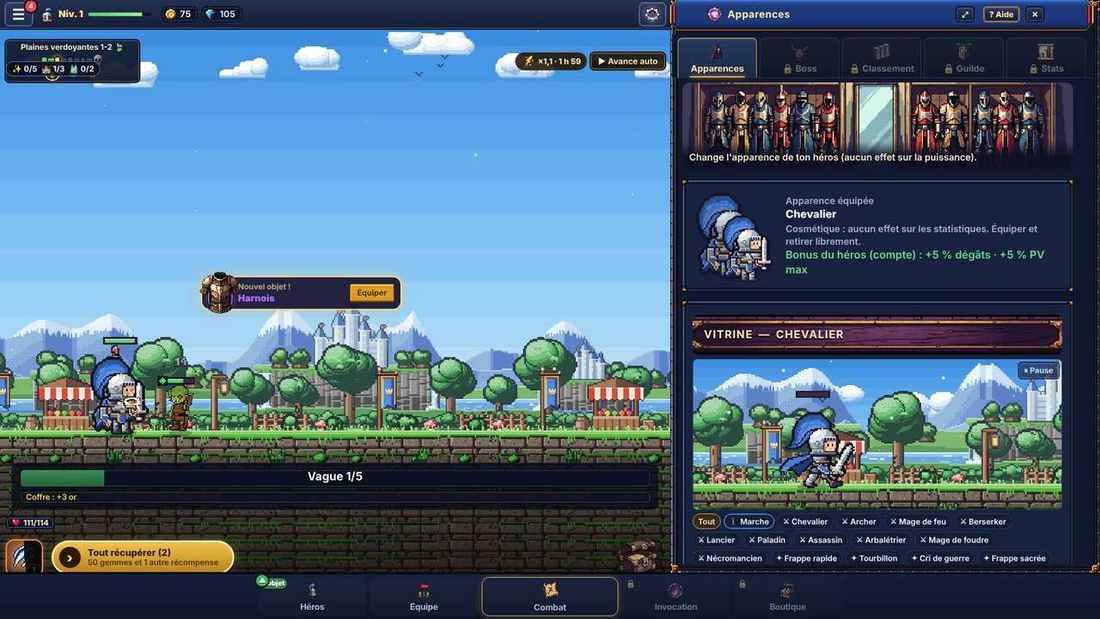 4
Niv. 1
75
105
Plaines verdoyantes 1-2
0/5 1/3 0/2
×1,1 · 1 h 59
Avance auto
Nouvel objet !
Harnois
Équiper
Vague 1/5
Coffre : +3 or
111/114
Tout récupérer (2)
50 gemmes et 1 autre récompense
objet
Héros
Équipe
Combat
Invocation
Boutique
Apparences
? Aide
Apparences
Boss
Classement
Guilde
Stats
Change l'apparence de ton héros (aucun effet sur la puissance).
Apparence équipée
Chevalier
Cosmétique : aucun effet sur les statistiques. Équiper et
retirer librement.
Bonus du héros (compte) : +5 % dégâts · +5 % PV
max
VITRINE — CHEVALIER
Pause
Tout Marche Chevalier Archer Mage de feu Berserker
Lancier Paladin Assassin Arbalétrier Mage de foudre
Nécromancien Frappe rapide Tourbillon Cri de guerre Frappe sacrée